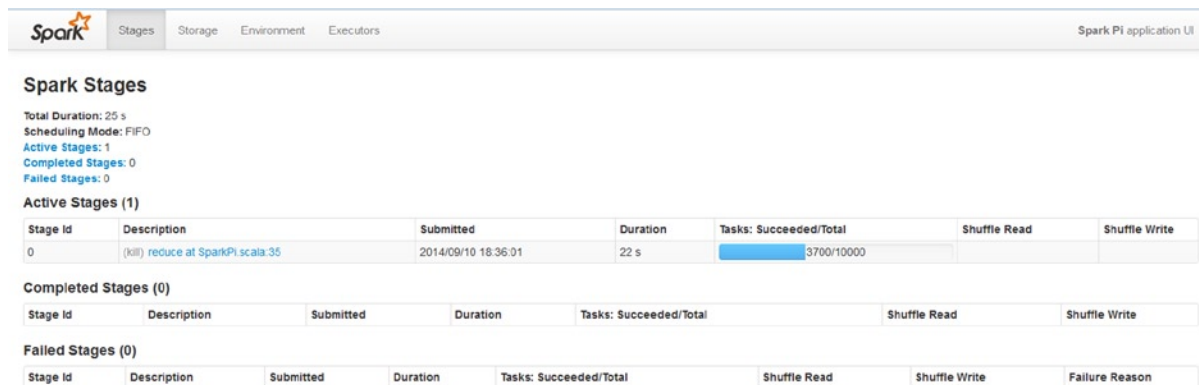 Spark Stages Storage Environment Executors Spark Pi application UI
Spark Stages
Total Duration: 25 s
Scheduling Mode: FIFO
Active Stages: 1
Completed Stages: 0
Failed Stages: 0
Active Stages (1)
Stage Id Description Submitted Duration Tasks: Succeeded/Total Shuffle Read Shuffle Write
0 (kill) reduce at SparkPi.scala:35 2014/09/10 18:36:01 22 s 3700/10000
Completed Stages (0)
Stage Id Description Submitted Duration Tasks: Succeeded/Total Shuffle Read Shuffle Write
Failed Stages (0)
Stage Id Description Submitted Duration Tasks: Succeeded/Total Shuffle Read Shuffle Write Failure Reason